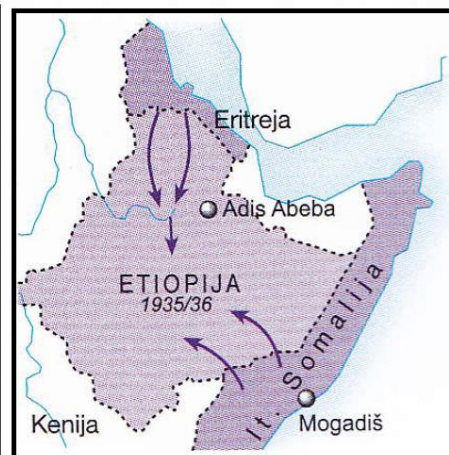 Eritreja
Adis Abeba
ETIOPIJA
1935/36
It. Somalija
Kenija
Mogadiš